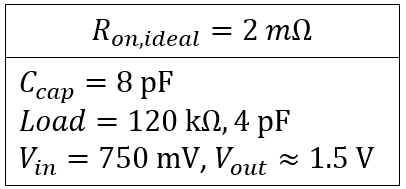 R_{on,ideal} = 2 mΩ
C_{cap} = 8 pF
Load = 120 kΩ, 4 pF
V_{in} = 750 mV, V_{out} ≈ 1.5 V